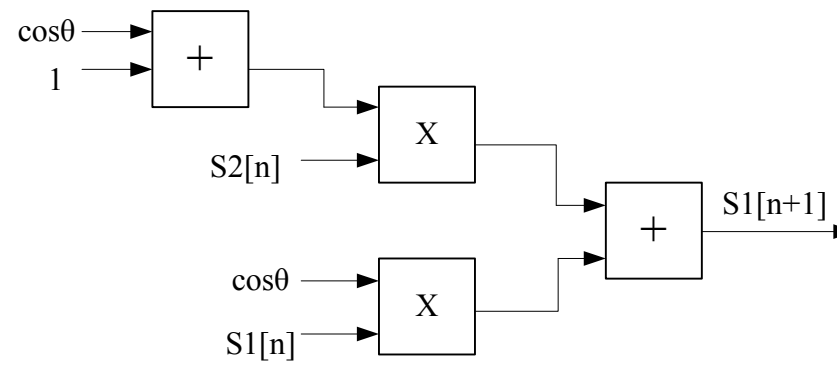 cosθ
+
1
X
S2[n]
S1[n+1]
+
cosθ
X
S1[n]